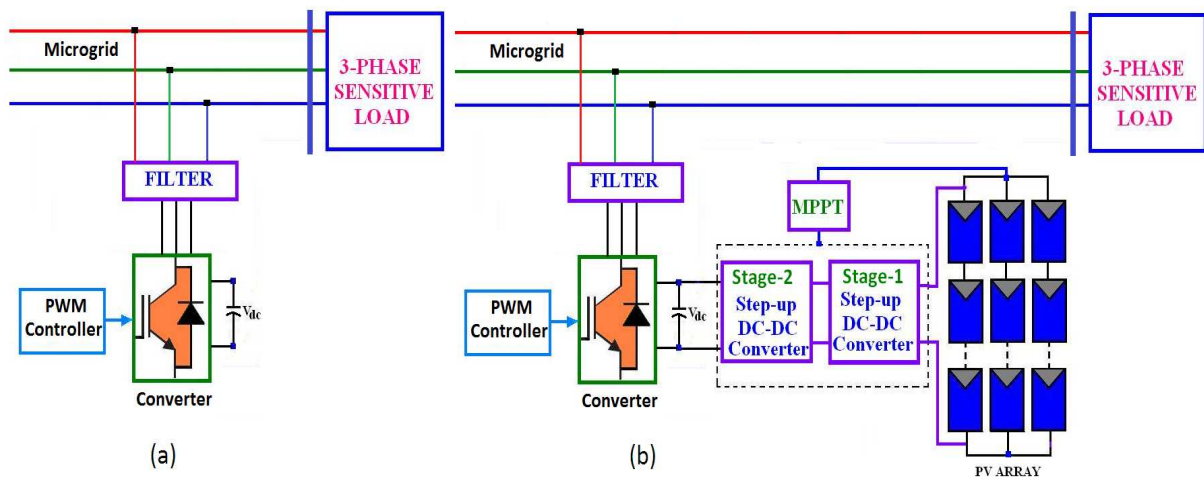 Microgrid
3-PHASE
SENSITIVE
LOAD
FILTER
PWM
Controller
Vdc
Converter
(a)
Microgrid
3-PHASE
SENSITIVE
LOAD
FILTER
MPPT
PWM
Controller
Vdc
Stage-2
Step-up
DC-DC
Converter
Stage-1
Step-up
DC-DC
Converter
Converter
(b)
PV ARRAY